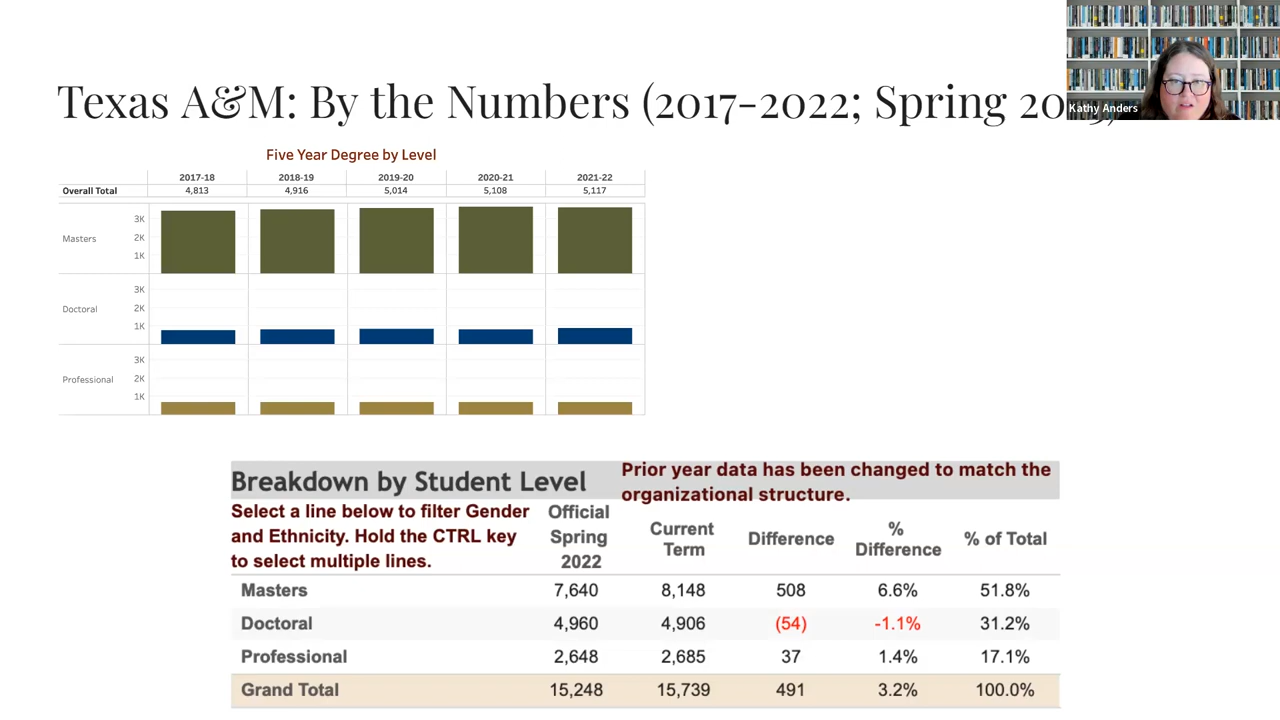 Texas A&M: By the Numbers (2017-2022; Spring
Kathy Anders
Five Year Degree by Level
2017-18 2018-19 2019-20 2020-21 2021-22
Overall Total 4,813 4,916 5,014 5,108 5,117
Masters
3K
2K
1K
Doctoral
3K
2K
1K
Professional
3K
2K
1K
Breakdown by Student Level
Prior year data has been changed to match the
organizational structure.
Select a line below to filter Gender
and Ethnicity. Hold the CTRL key
to select multiple lines.
Official
Spring
2022
Current
Term
Difference
%
Difference
% of Total
Masters 7,640 8,148 508 6.6% 51.8%
Doctoral 4,960 4,906 (54) -1.1% 31.2%
Professional 2,648 2,685 37 1.4% 17.1%
Grand Total 15,248 15,739 491 3.2% 100.0%